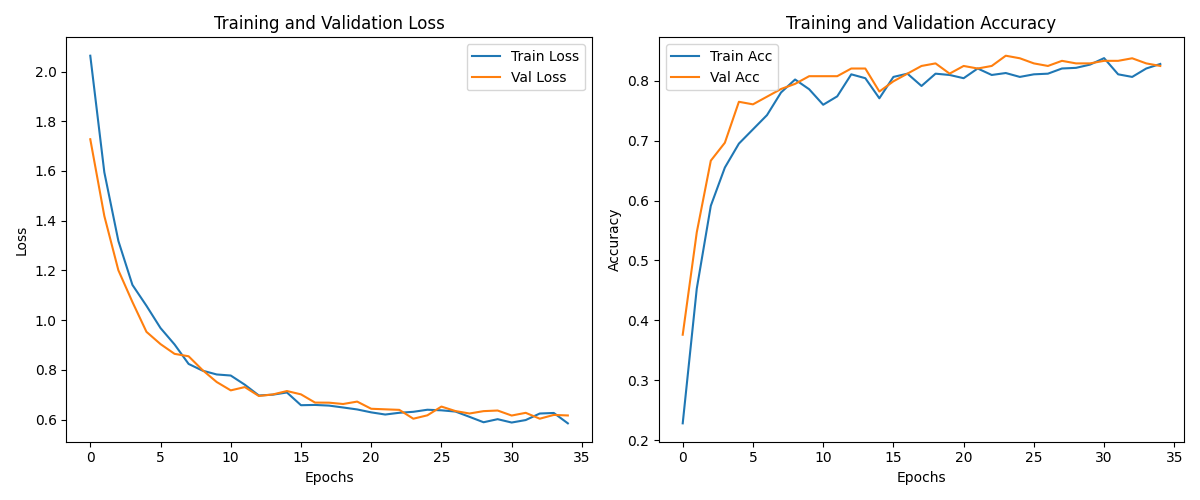 Training and Validation Loss
Train Loss
Val Loss
Loss
2.0
1.8
1.6
1.4
1.2
1.0
0.8
0.6
0 5 10 15 20 25 30 35
Epochs
Training and Validation Accuracy
Train Acc
Val Acc
Accuracy
0.8
0.7
0.6
0.5
0.4
0.3
0.2
0 5 10 15 20 25 30 35
Epochs